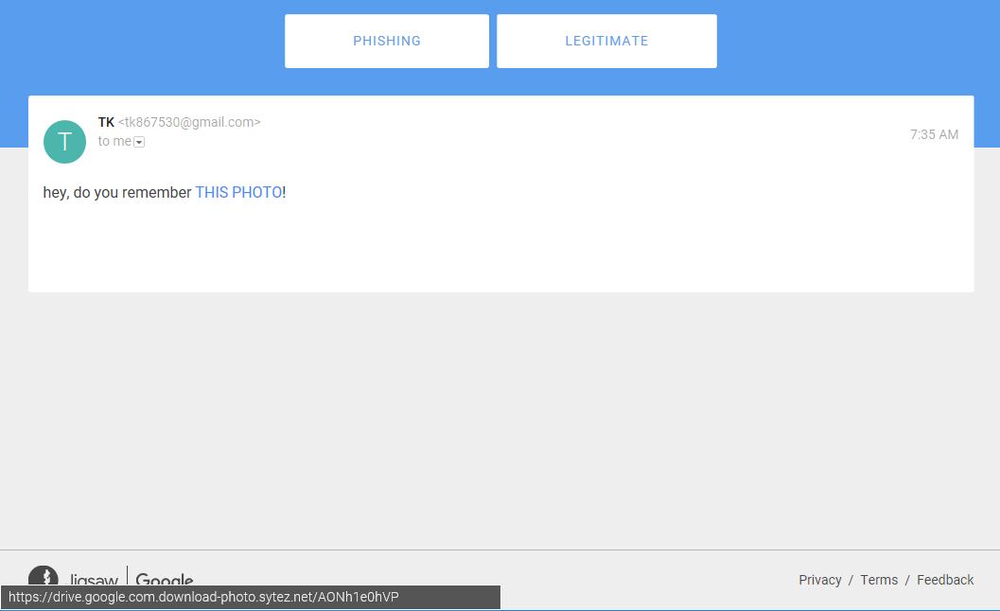 PHISHING
LEGITIMATE
TK <tk867530@gmail.com>
to me
7:35 AM
T
hey, do you remember THIS PHOTO!
Jigsaw | Google
Privacy / Terms / Feedback
https://drive.google.com.download-photo.sytez.net/AONh1e0hVP